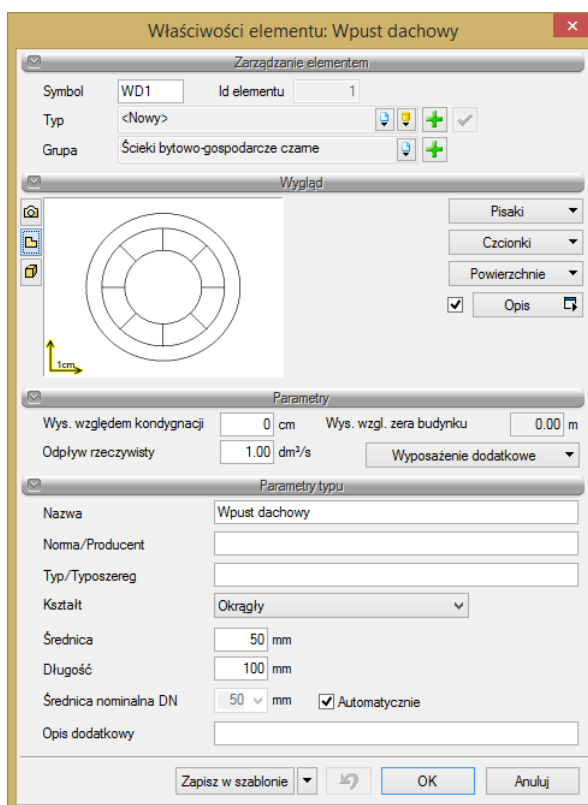 Właściwości elementu: Wpust dachowy
Zarządzanie elementem
Symbol WD1 Id elementu 1
Typ <Nowy>
Grupa Ścieki bytowo-gospodarcze czarne
Wygląd
Pisaki
Czcionki
Powierzchnie
Opis
1cm
Parametry
Wys. względem kondygnacji 0 cm Wys. wzgl. zera budynku 0.00 m
Odpływ rzeczywisty 1.00 dm³/s Wyposażenie dodatkowe
Parametry typu
Nazwa Wpust dachowy
Norma/Producent
Typ/Typoszereg
Kształt Okrągły
Średnica 50 mm
Długość 100 mm
Średnica nominalna DN 50 mm Automatycznie
Opis dodatkowy
Zapisz w szablonie OK Anuluj